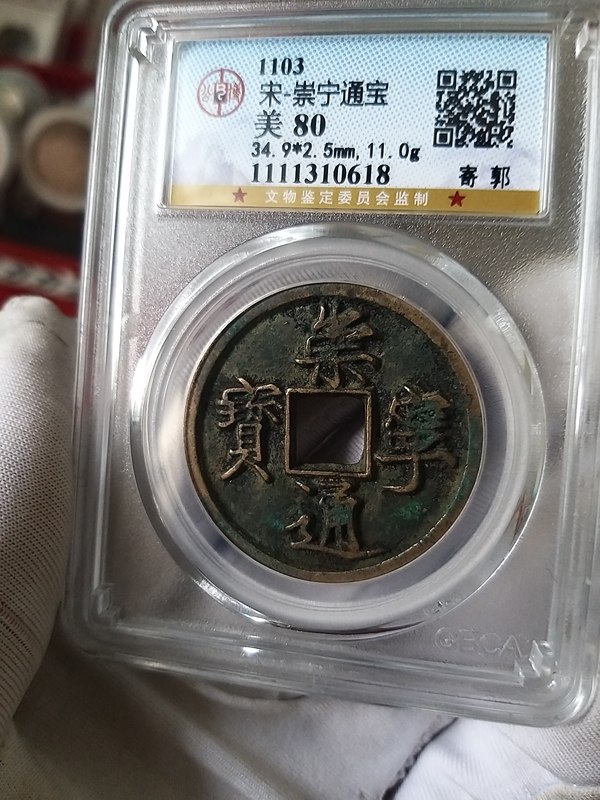 1103
宋-崇宁通宝
美 80
34.9*2.5mm,11.0g
1111310618 寄 郭
★ 文物鉴定委员会监制 ★
崇寧通寶